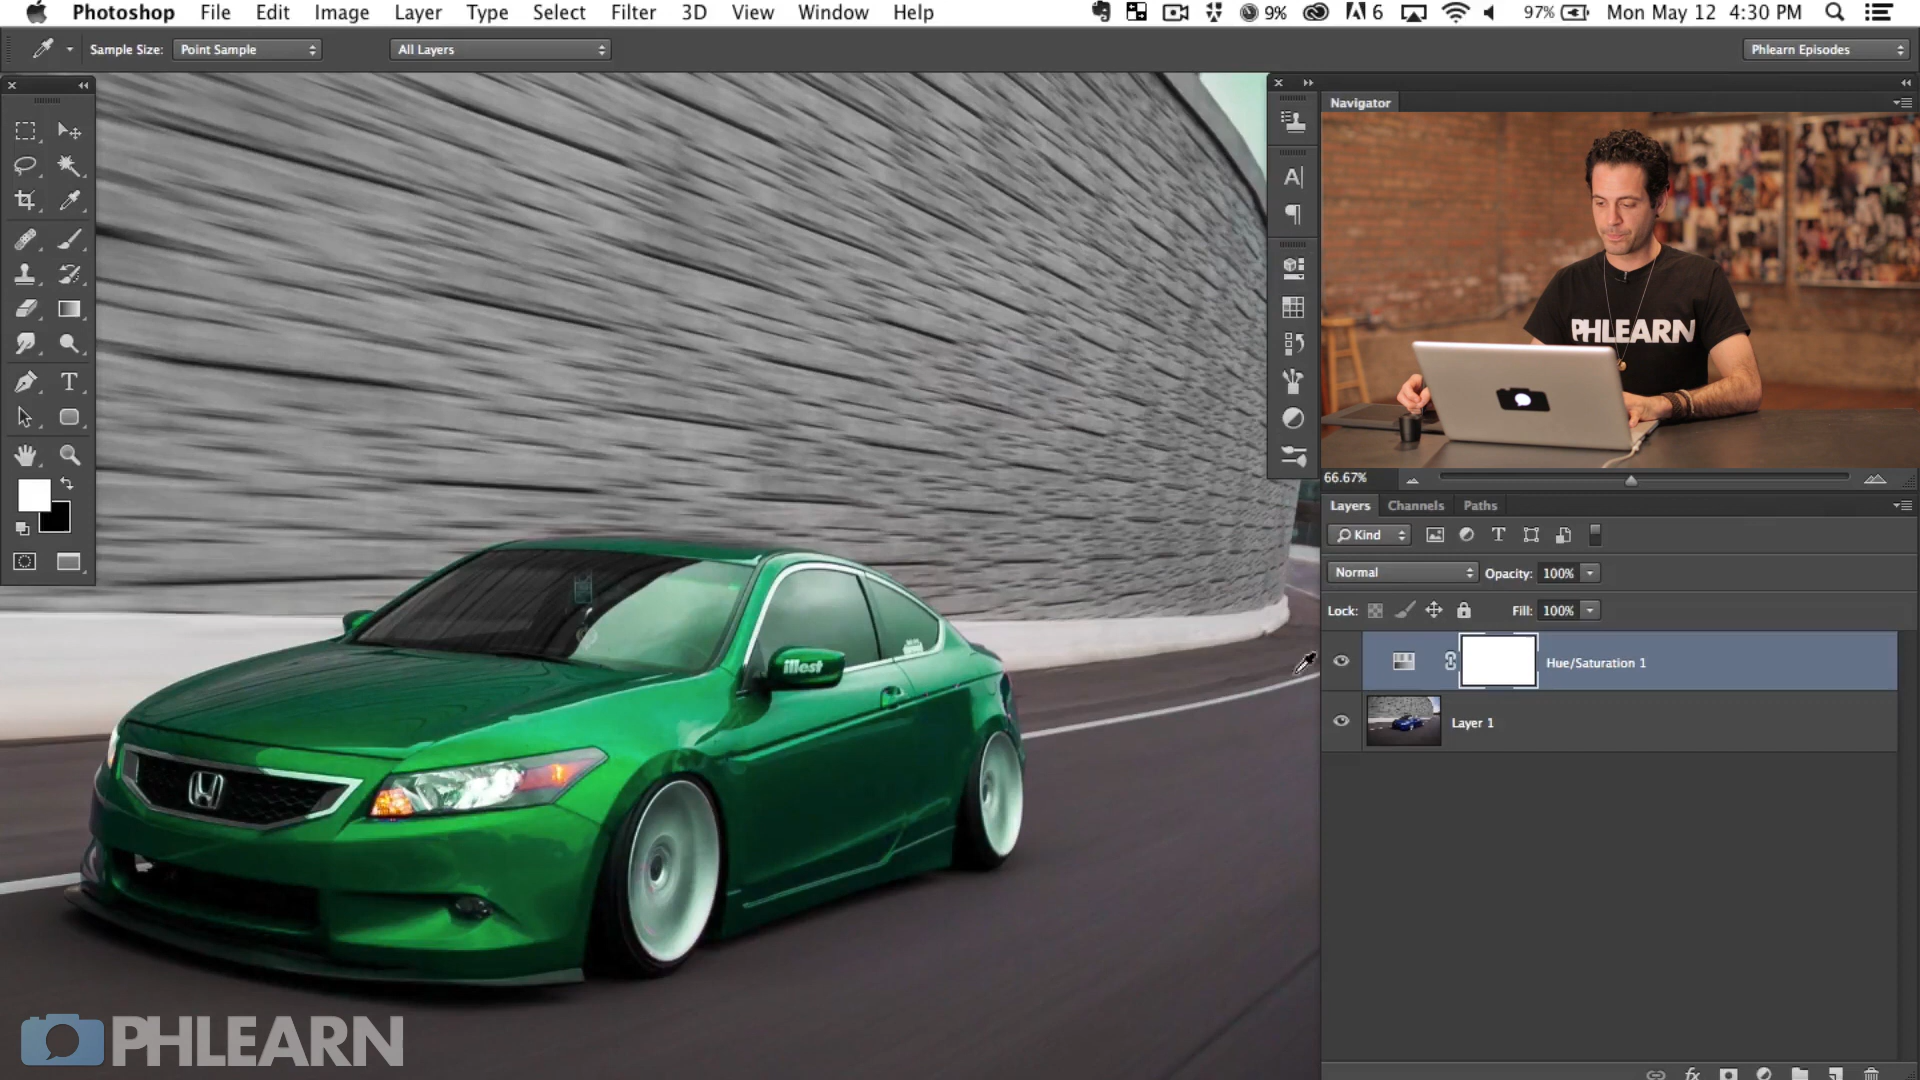 Photoshop File Edit Image Layer Type Select Filter 3D View Window Help 9% 6 97% Mon May 12 4:30 PM
Sample Size: Point Sample All Layers Phlearn Episodes
Navigator
PHLEARN
66.67%
Layers Channels Paths
Kind
Normal Opacity: 100%
Lock: Fill: 100%
Hue/Saturation 1
Layer 1
illest
PHLEARN